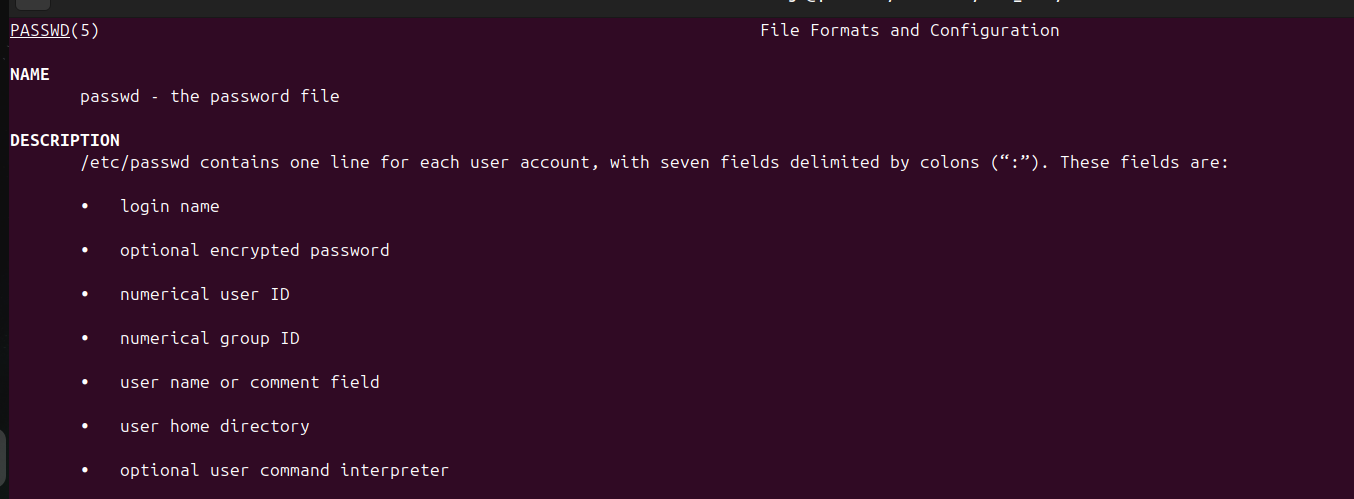 PASSWD(5) File Formats and Configuration
NAME
passwd - the password file
DESCRIPTION
/etc/passwd contains one line for each user account, with seven fields delimited by colons (“:”). These fields are:
• login name
• optional encrypted password
• numerical user ID
• numerical group ID
• user name or comment field
• user home directory
• optional user command interpreter